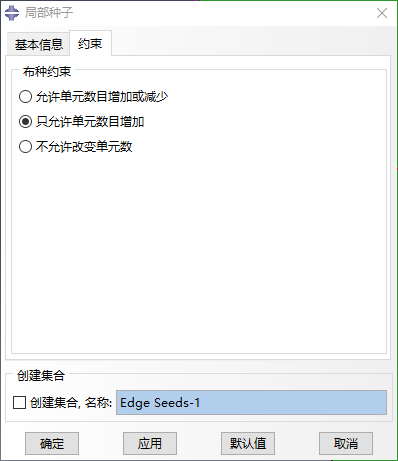 局部种子
基本信息 约束
布种约束
允许单元数目增加或减少
只允许单元数目增加
不允许改变单元数
创建集合
创建集合, 名称: Edge Seeds-1
确定 应用 默认值 取消